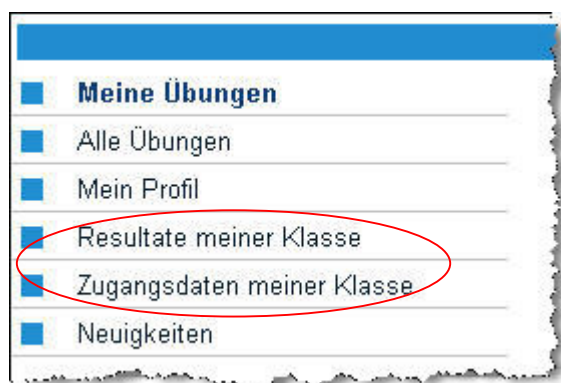 Meine Übungen
Alle Übungen
Mein Profil
Resultate meiner Klasse
Zugangsdaten meiner Klasse
Neuigkeiten